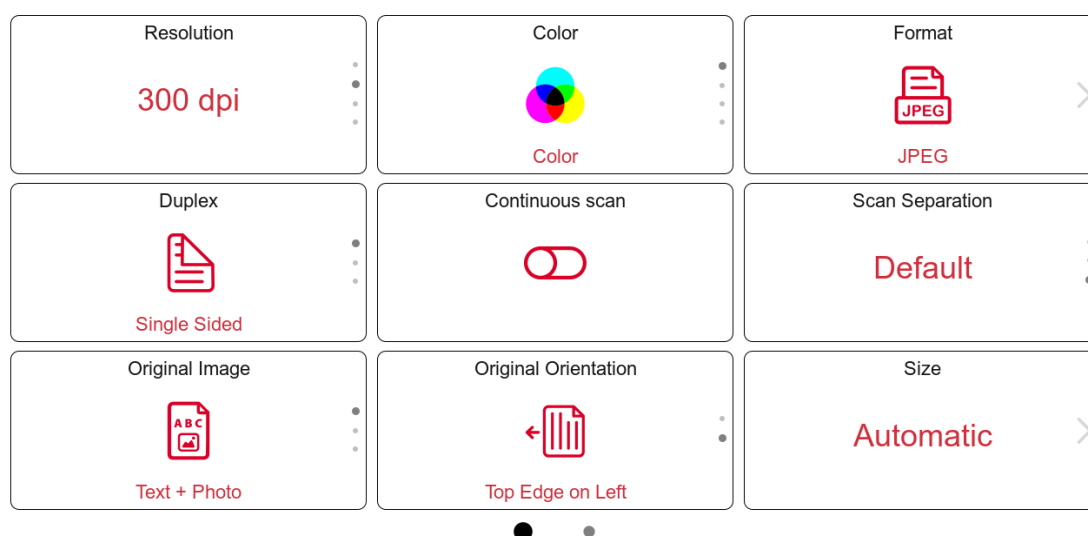 Resolution
300 dpi
Color
Color
Format
JPEG
JPEG
Duplex
Single Sided
Continuous scan
Scan Separation
Default
Original Image
ABC
Text + Photo
Original Orientation
Top Edge on Left
Size
Automatic